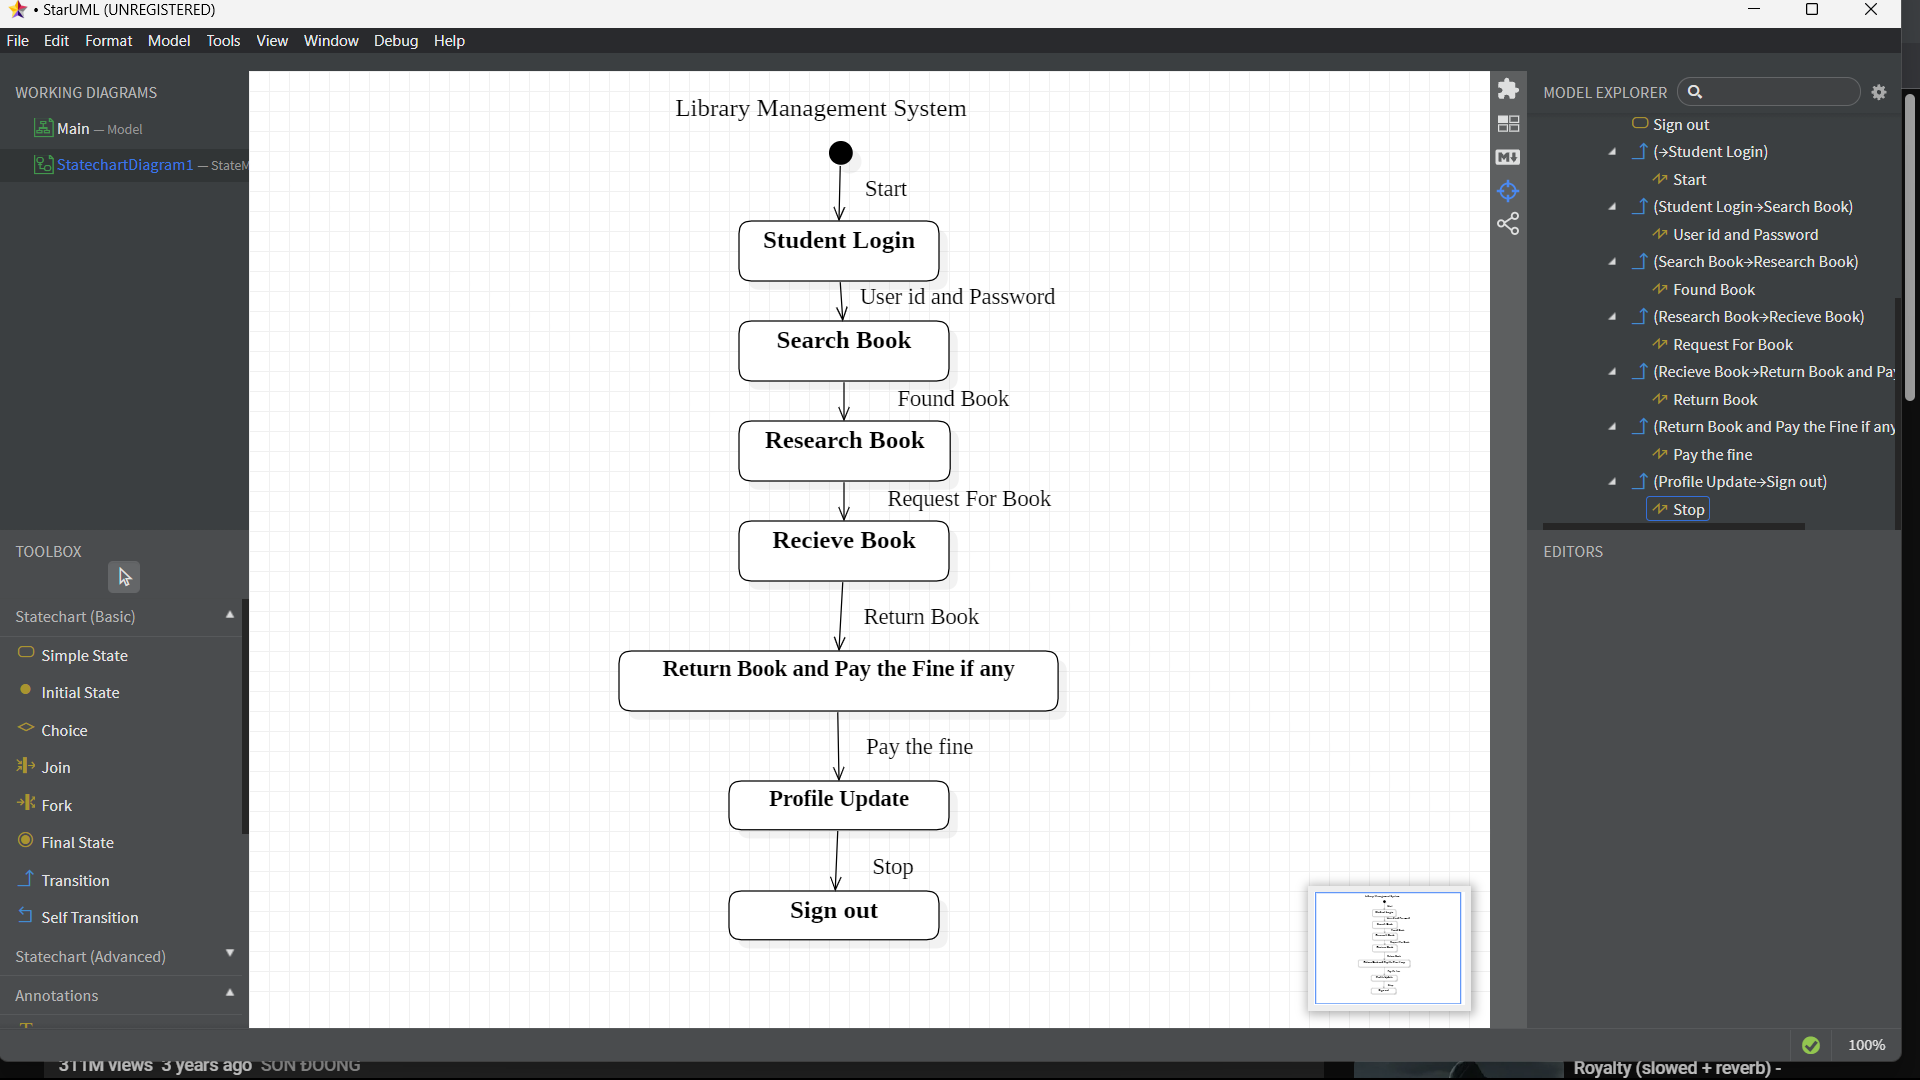 • StarUML (UNREGISTERED)
File Edit Format Model Tools View Window Debug Help
WORKING DIAGRAMS
Main — Model
StatechartDiagram1 — StateM
TOOLBOX
Statechart (Basic)
Simple State
Initial State
Choice
Join
Fork
Final State
Transition
Self Transition
Statechart (Advanced)
Annotations
Library Management System
Start
Student Login
User id and Password
Search Book
Found Book
Research Book
Request For Book
Recieve Book
Return Book
Return Book and Pay the Fine if any
Pay the fine
Profile Update
Stop
Sign out
MODEL EXPLORER
Sign out
(→Student Login)
Start
(Student Login→Search Book)
User id and Password
(Search Book→Research Book)
Found Book
(Research Book→Recieve Book)
Request For Book
(Recieve Book→Return Book and Pay
Return Book
(Return Book and Pay the Fine if any
Pay the fine
(Profile Update→Sign out)
Stop
EDITORS
100%
311M views 3 years ago SON ĐUONG
Royalty (slowed + reverb) -